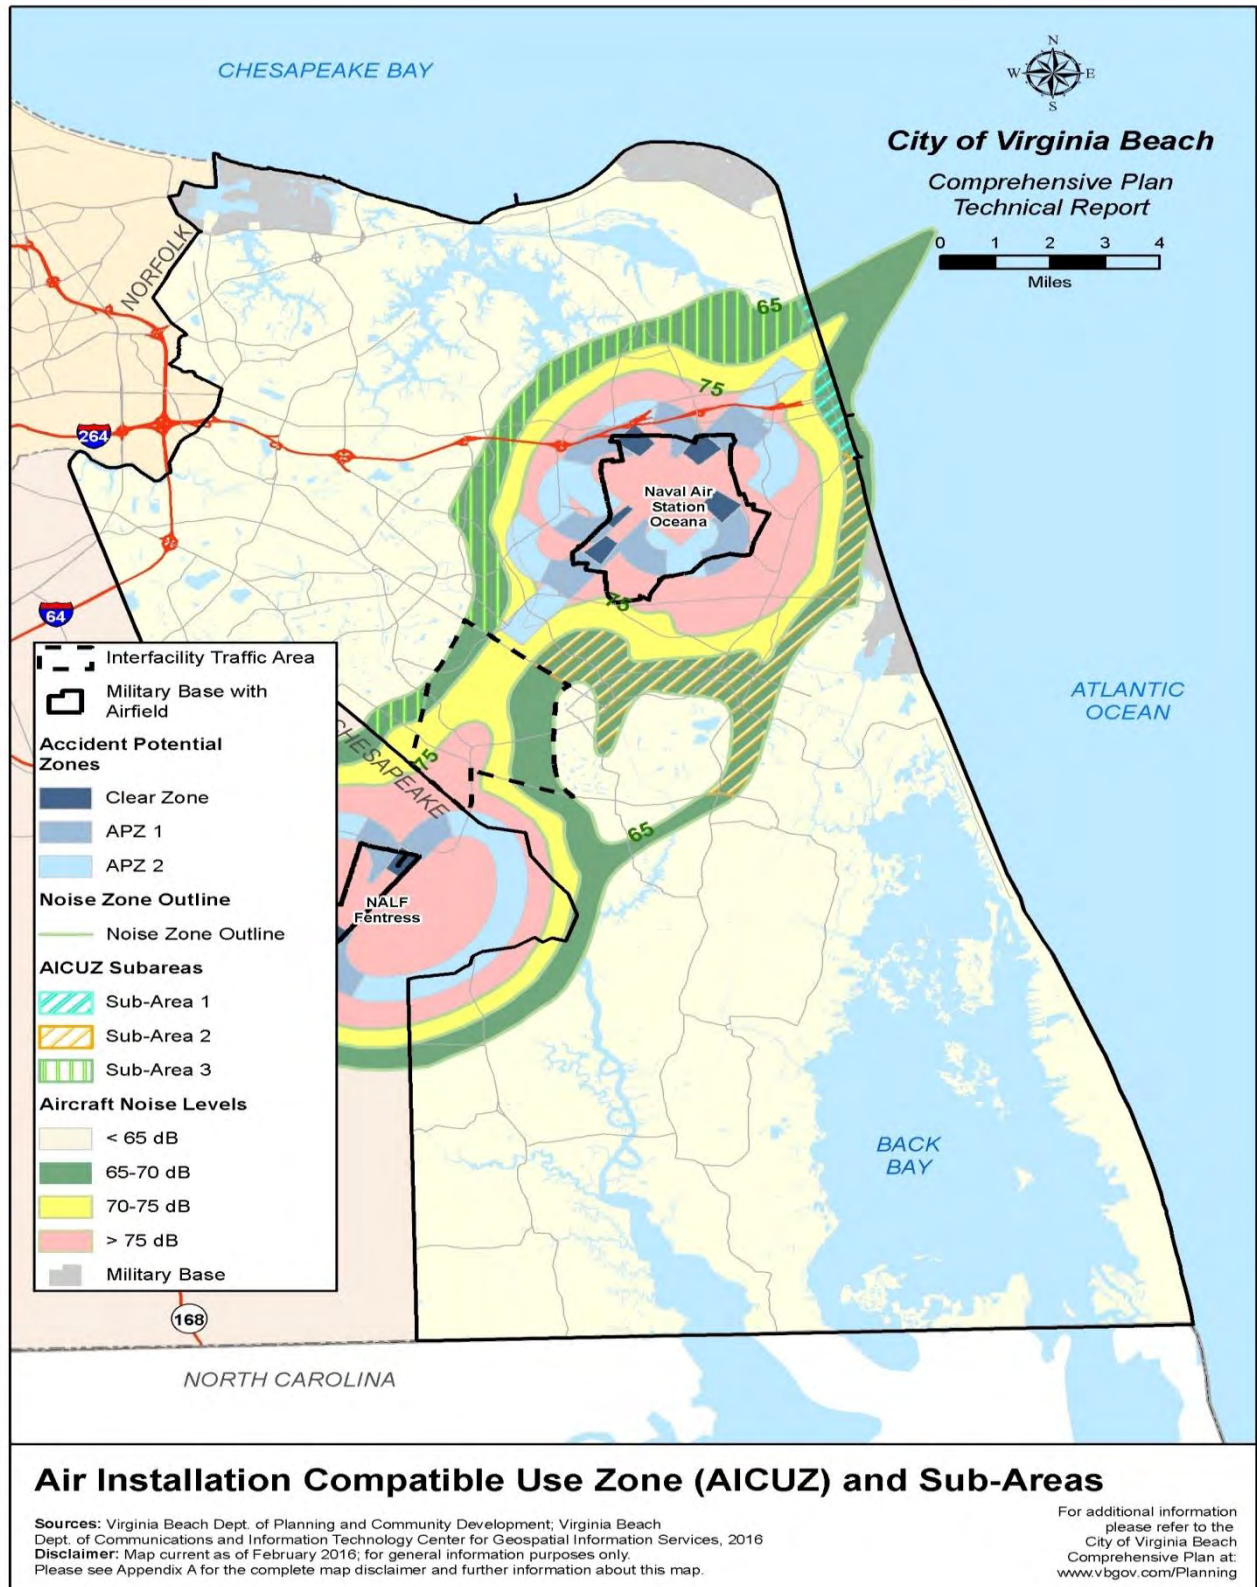 CHESAPEAKE BAY
N
W E
S
City of Virginia Beach
Comprehensive Plan
Technical Report
0 1 2 3 4
Miles
NORFOLK
65
75
264
Naval Air
Station
Oceana
64
75
ATLANTIC
OCEAN
CHESAPEAKE
75
65
NALF
Fentress
BACK
BAY
Interfacility Traffic Area
Military Base with
Airfield
Accident Potential
Zones
Clear Zone
APZ 1
APZ 2
Noise Zone Outline
Noise Zone Outline
AICUZ Subareas
Sub-Area 1
Sub-Area 2
Sub-Area 3
Aircraft Noise Levels
< 65 dB
65-70 dB
70-75 dB
> 75 dB
Military Base
168
NORTH CAROLINA
Air Installation Compatible Use Zone (AICUZ) and Sub-Areas
Sources: Virginia Beach Dept. of Planning and Community Development; Virginia Beach
Dept. of Communications and Information Technology Center for Geospatial Information Services, 2016
Disclaimer: Map current as of February 2016; for general information purposes only.
Please see Appendix A for the complete map disclaimer and further information about this map.
For additional information
please refer to the
City of Virginia Beach
Comprehensive Plan at:
www.vbgov.com/Planning